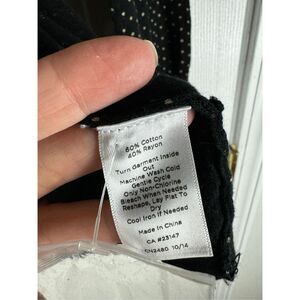 60% Cotton
40% Rayon
Turn Garment Inside
Out
Machine Wash Cold
Gentle Cycle
Only Non-Chlorine
Bleach When Needed
Reshape, Lay Flat To
Dry
Cool Iron If Needed
Made In China
CA #23147
10/14